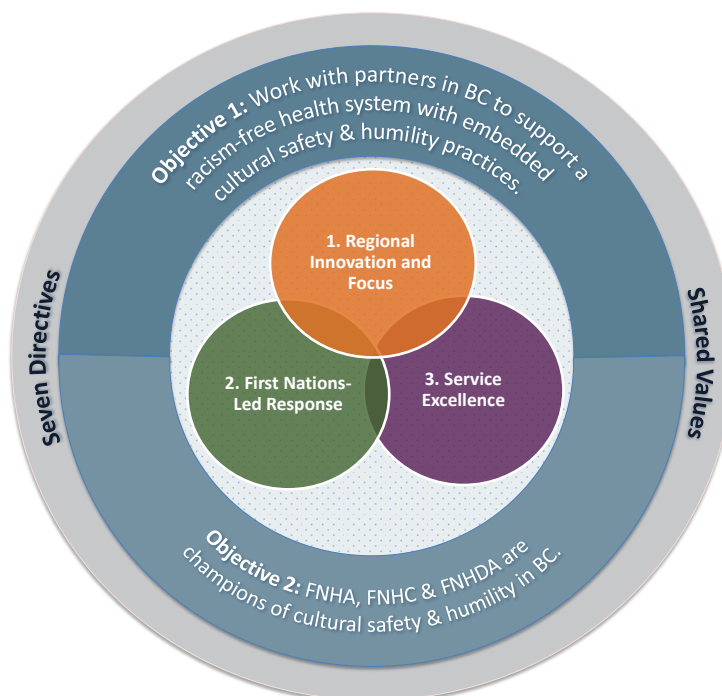 Objective 1: Work with partners in BC to support a
racism-free health system with embedded
cultural safety & humility practices.
Seven Directives
Shared Values
1. Regional
Innovation and
Focus
2. First Nations-
Led Response
3. Service
Excellence
Objective 2: FNHA, FNHC & FNHDA are
champions of cultural safety & humility in BC.